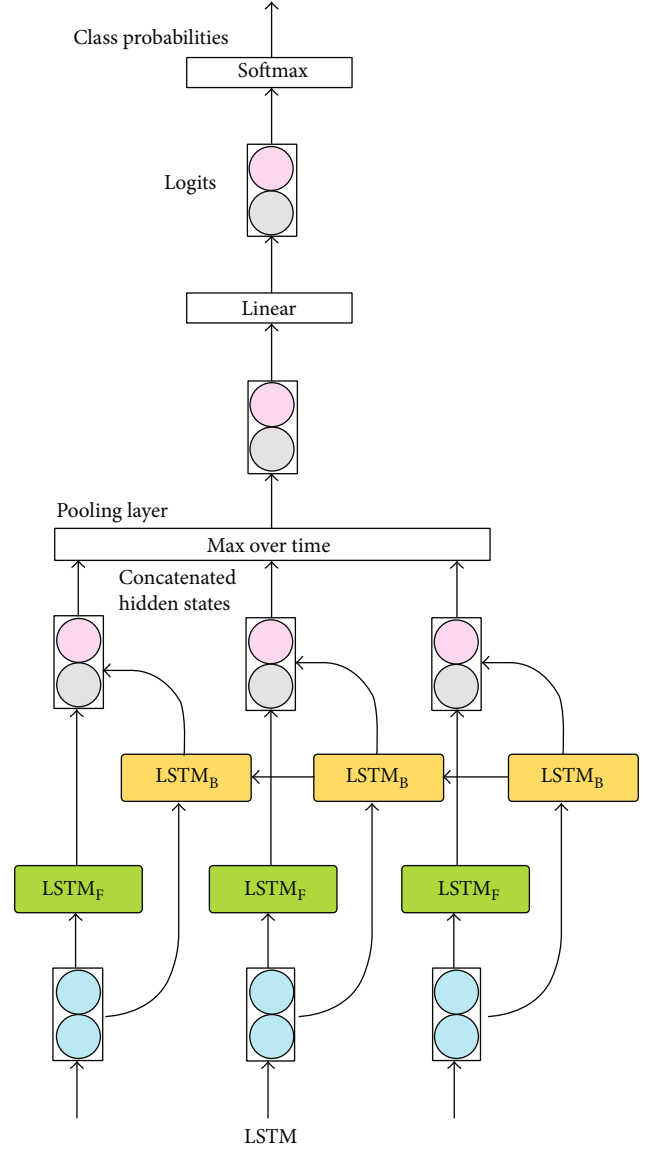 Class probabilities
Softmax
Logits
Linear
Pooling layer
Max over time
Concatenated
hidden states
LSTM_B LSTM_B LSTM_B
LSTM_F LSTM_F LSTM_F
LSTM